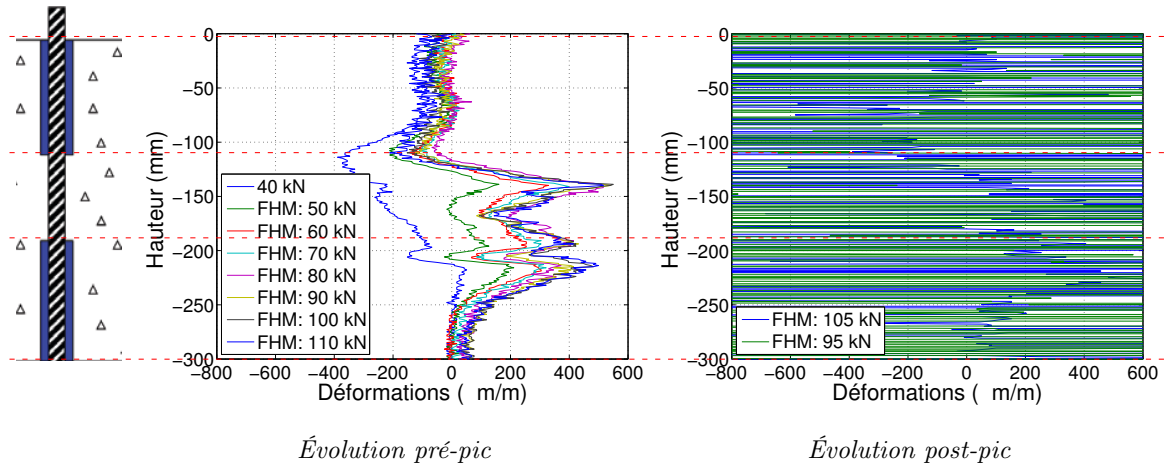 0
−50
−100
−150
−200
−250
−300
Hauteur (mm)
40 kN
FHM: 50 kN
FHM: 60 kN
FHM: 70 kN
FHM: 80 kN
FHM: 90 kN
FHM: 100 kN
FHM: 110 kN
−800 −600 −400 −200 0 200 400 600
Déformations ( m/m)
Évolution pré-pic
0
−50
−100
−150
−200
−250
−300
Hauteur (mm)
FHM: 105 kN
FHM: 95 kN
−800 −600 −400 −200 0 200 400 600
Déformations ( m/m)
Évolution post-pic